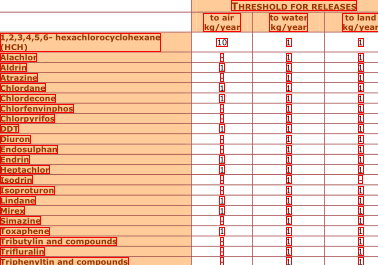 THRESHOLD FOR RELEASES
to air kg/year to water kg/year to land kg/year
1,2,3,4,5,6- hexachlorocyclohexane
(HCH) 10 1 1
Alachlor - 1 1
Aldrin 1 1 1
Atrazine - 1 1
Chlordane 1 1 1
Chlordecone 1 1 1
Chlorfenvinphos - 1 1
Chlorpyrifos - 1 1
DDT 1 1 1
Diuron - 1 1
Endosulphan - 1 1
Endrin 1 1 1
Heptachlor 1 1 1
Isodrin - 1 -
Isoproturon - 1 1
Lindane 1 1 1
Mirex 1 1 1
Simazine - 1 1
Toxaphene 1 1 1
Tributylin and compounds - 1 1
Trifluralin - 1 1
Triphenyltin and compounds - 1 1